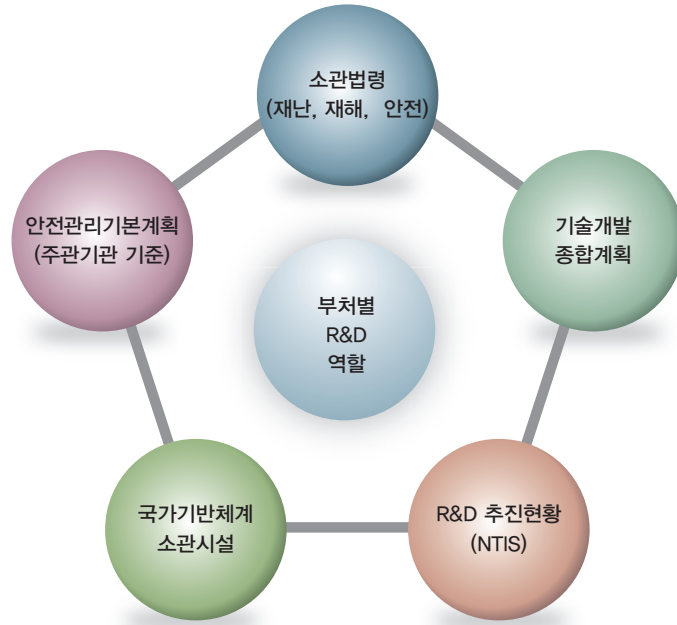 소관법령
(재난, 재해, 안전)
안전관리기본계획
(주관기관 기준)
기술개발
종합계획
부처별
R&D
역할
국가기반체계
소관시설
R&D 추진현황
(NTIS)